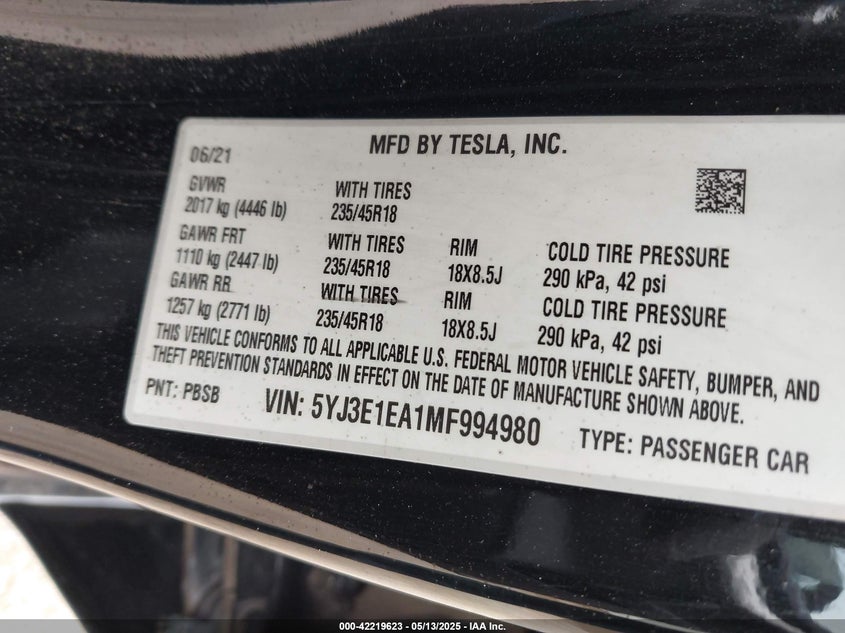 MFD BY TESLA, INC.
06/21
GVWR WITH TIRES
2017 kg (4446 lb) 235/45R18
GAWR FRT WITH TIRES RIM COLD TIRE PRESSURE
1110 kg (2447 lb) 235/45R18 18X8.5J 290 kPa, 42 psi
GAWR RR WITH TIRES RIM COLD TIRE PRESSURE
1257 kg (2771 lb) 235/45R18 18X8.5J 290 kPa, 42 psi
THIS VEHICLE CONFORMS TO ALL APPLICABLE U.S. FEDERAL MOTOR VEHICLE SAFETY, BUMPER, AND
THEFT PREVENTION STANDARDS IN EFFECT ON THE DATE OF MANUFACTURE SHOWN ABOVE.
PNT: PBSB VIN: 5YJ3E1EA1MF994980 TYPE: PASSENGER CAR
000-42219623 - 05/13/2025 - IAA Inc.